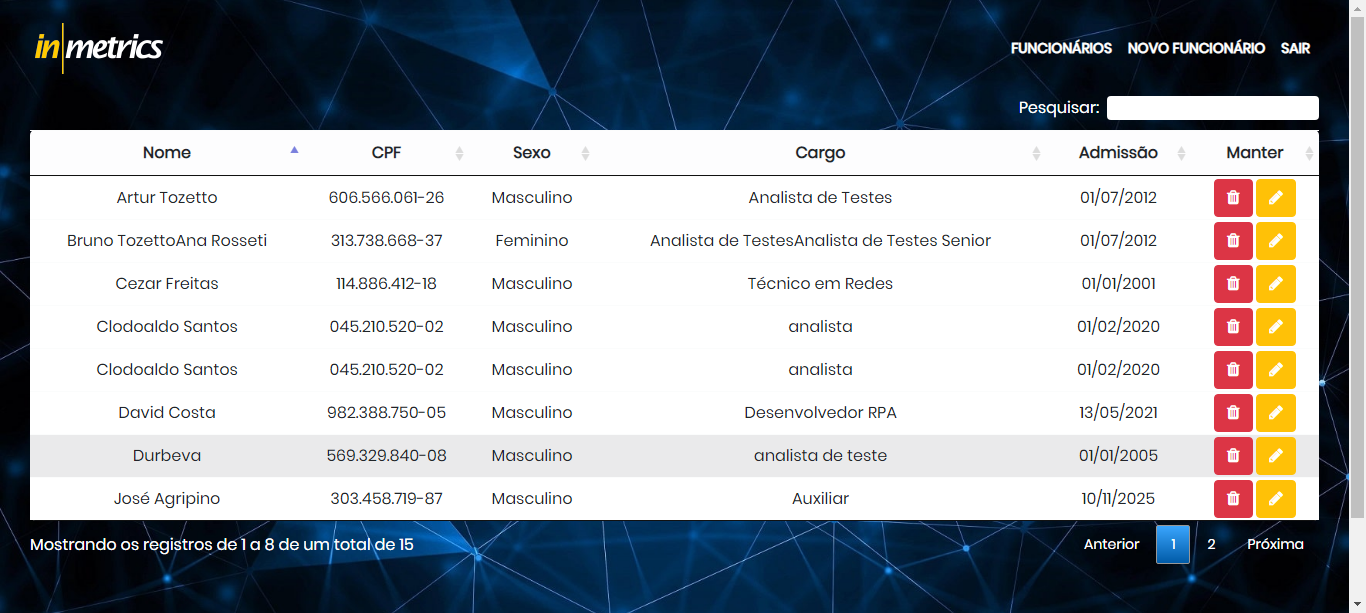 in|metrics
FUNCIONÁRIOS NOVO FUNCIONÁRIO SAIR
Pesquisar:
Nome CPF Sexo Cargo Admissão Manter
Artur Tozetto 606.566.061-26 Masculino Analista de Testes 01/07/2012
Bruno TozettoAna Rosseti 313.738.668-37 Feminino Analista de TestesAnalista de Testes Senior 01/07/2012
Cezar Freitas 114.886.412-18 Masculino Técnico em Redes 01/01/2001
Clodoaldo Santos 045.210.520-02 Masculino analista 01/02/2020
Clodoaldo Santos 045.210.520-02 Masculino analista 01/02/2020
David Costa 982.388.750-05 Masculino Desenvolvedor RPA 13/05/2021
Durbeva 569.329.840-08 Masculino analista de teste 01/01/2005
José Agripino 303.458.719-87 Masculino Auxiliar 10/11/2025
Mostrando os registros de 1 a 8 de um total de 15
Anterior 1 2 Próxima